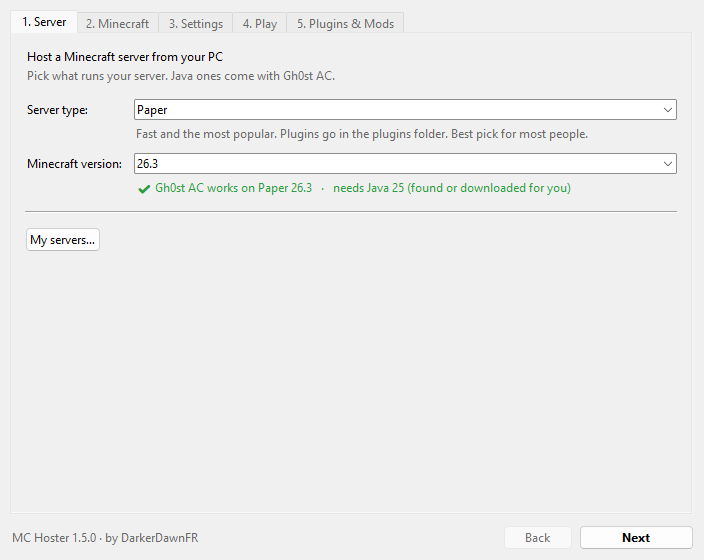 1. Server
2. Minecraft
3. Settings
4. Play
5. Plugins & Mods
Host a Minecraft server from your PC
Pick what runs your server. Java ones come with Gh0st AC.
Server type:
Paper
Fast and the most popular. Plugins go in the plugins folder. Best pick for most people.
Minecraft version:
26.3
Gh0st AC works on Paper 26.3 · needs Java 25 (found or downloaded for you)
My servers...
MC Hoster 1.5.0 · by DarkerDawnFR
Back
Next